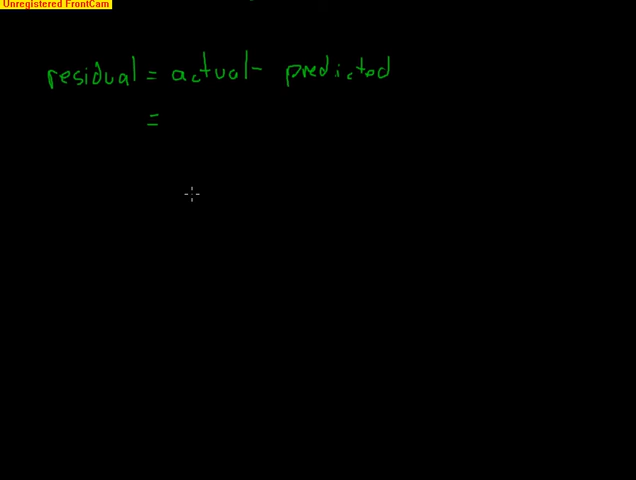 Unregistered FrontCam
residual = actual - predicted
=